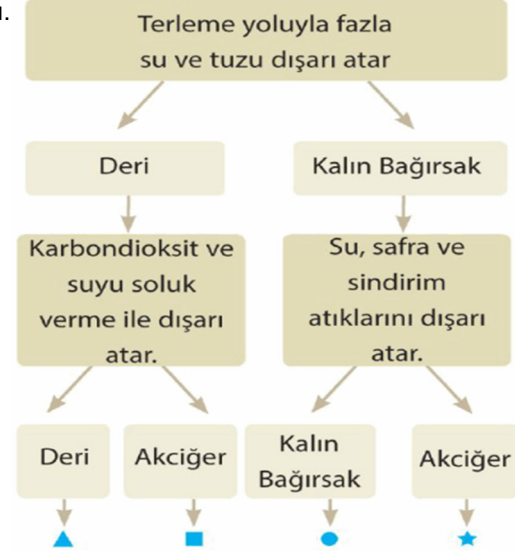 1.
Terleme yoluyla fazla
su ve tuzu dışarı atar
Deri
Kalın Bağırsak
Karbondioksit ve
suyu soluk
verme ile dışarı
atar.
Su, safra ve
sindirim
atıklarını dışarı
atar.
Deri
Akciğer
Kalın
Bağırsak
Akciğer